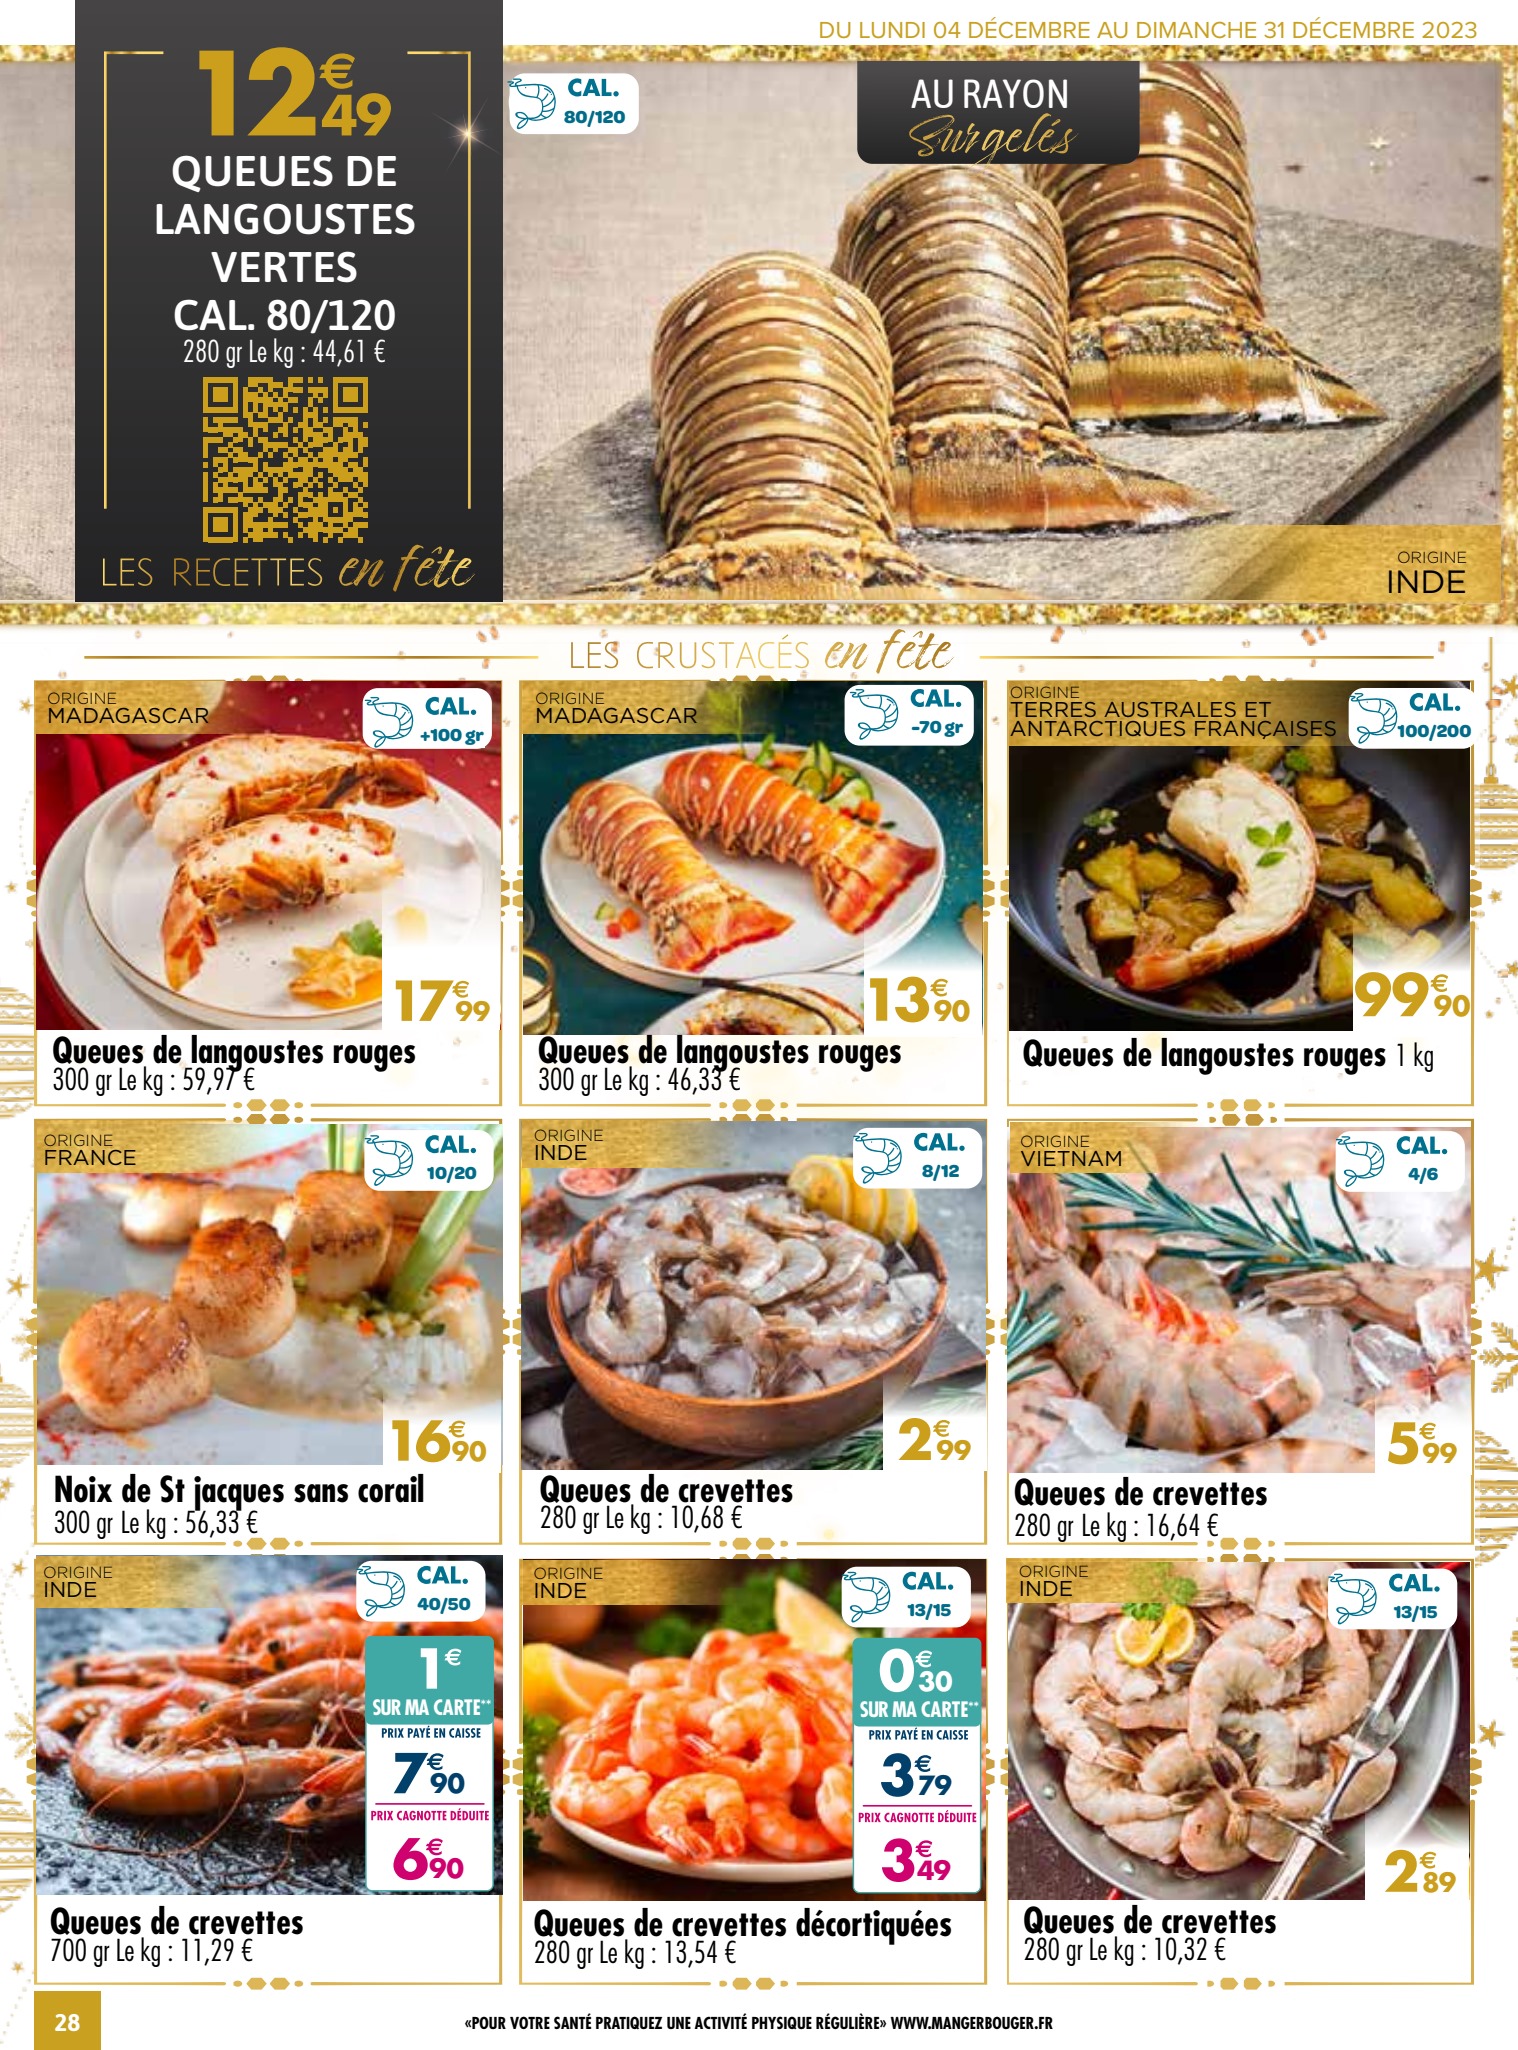 DU LUNDI 04 DÉCEMBRE AU DIMANCHE 31 DÉCEMBRE 2023
12€49
QUEUES DE
LANGOUSTES
VERTES
CAL. 80/120
280 gr Le kg : 44,61 €
LES RECETTES en fête
CAL.
80/120
AU RAYON
Surgelés
ORIGINE
INDE
LES CRUSTACÉS en fête
ORIGINE
MADAGASCAR
CAL.
+100 gr
17€99
Queues de langoustes rouges
300 gr Le kg : 59,97 €
ORIGINE
MADAGASCAR
CAL.
-70 gr
13€90
Queues de langoustes rouges
300 gr Le kg : 46,33 €
ORIGINE
TERRES AUSTRALES ET
ANTARCTIQUES FRANÇAISES
CAL.
100/200
99€90
Queues de langoustes rouges 1 kg
ORIGINE
FRANCE
CAL.
10/20
16€90
Noix de St jacques sans corail
300 gr Le kg : 56,33 €
ORIGINE
INDE
CAL.
8/12
2€99
Queues de crevettes
280 gr Le kg : 10,68 €
ORIGINE
VIETNAM
CAL.
4/6
5€99
Queues de crevettes
280 gr Le kg : 16,64 €
ORIGINE
INDE
CAL.
40/50
1€
SUR MA CARTE**
PRIX PAYÉ EN CAISSE
7€90
PRIX CAGNOTTE DÉDUITE
6€90
Queues de crevettes
700 gr Le kg : 11,29 €
ORIGINE
INDE
CAL.
13/15
0€30
SUR MA CARTE**
PRIX PAYÉ EN CAISSE
3€79
PRIX CAGNOTTE DÉDUITE
3€49
Queues de crevettes décortiquées
280 gr Le kg : 13,54 €
ORIGINE
INDE
CAL.
13/15
2€89
Queues de crevettes
280 gr Le kg : 10,32 €
28
«POUR VOTRE SANTÉ PRATIQUEZ UNE ACTIVITÉ PHYSIQUE RÉGULIÈRE» WWW.MANGERBOUGER.FR